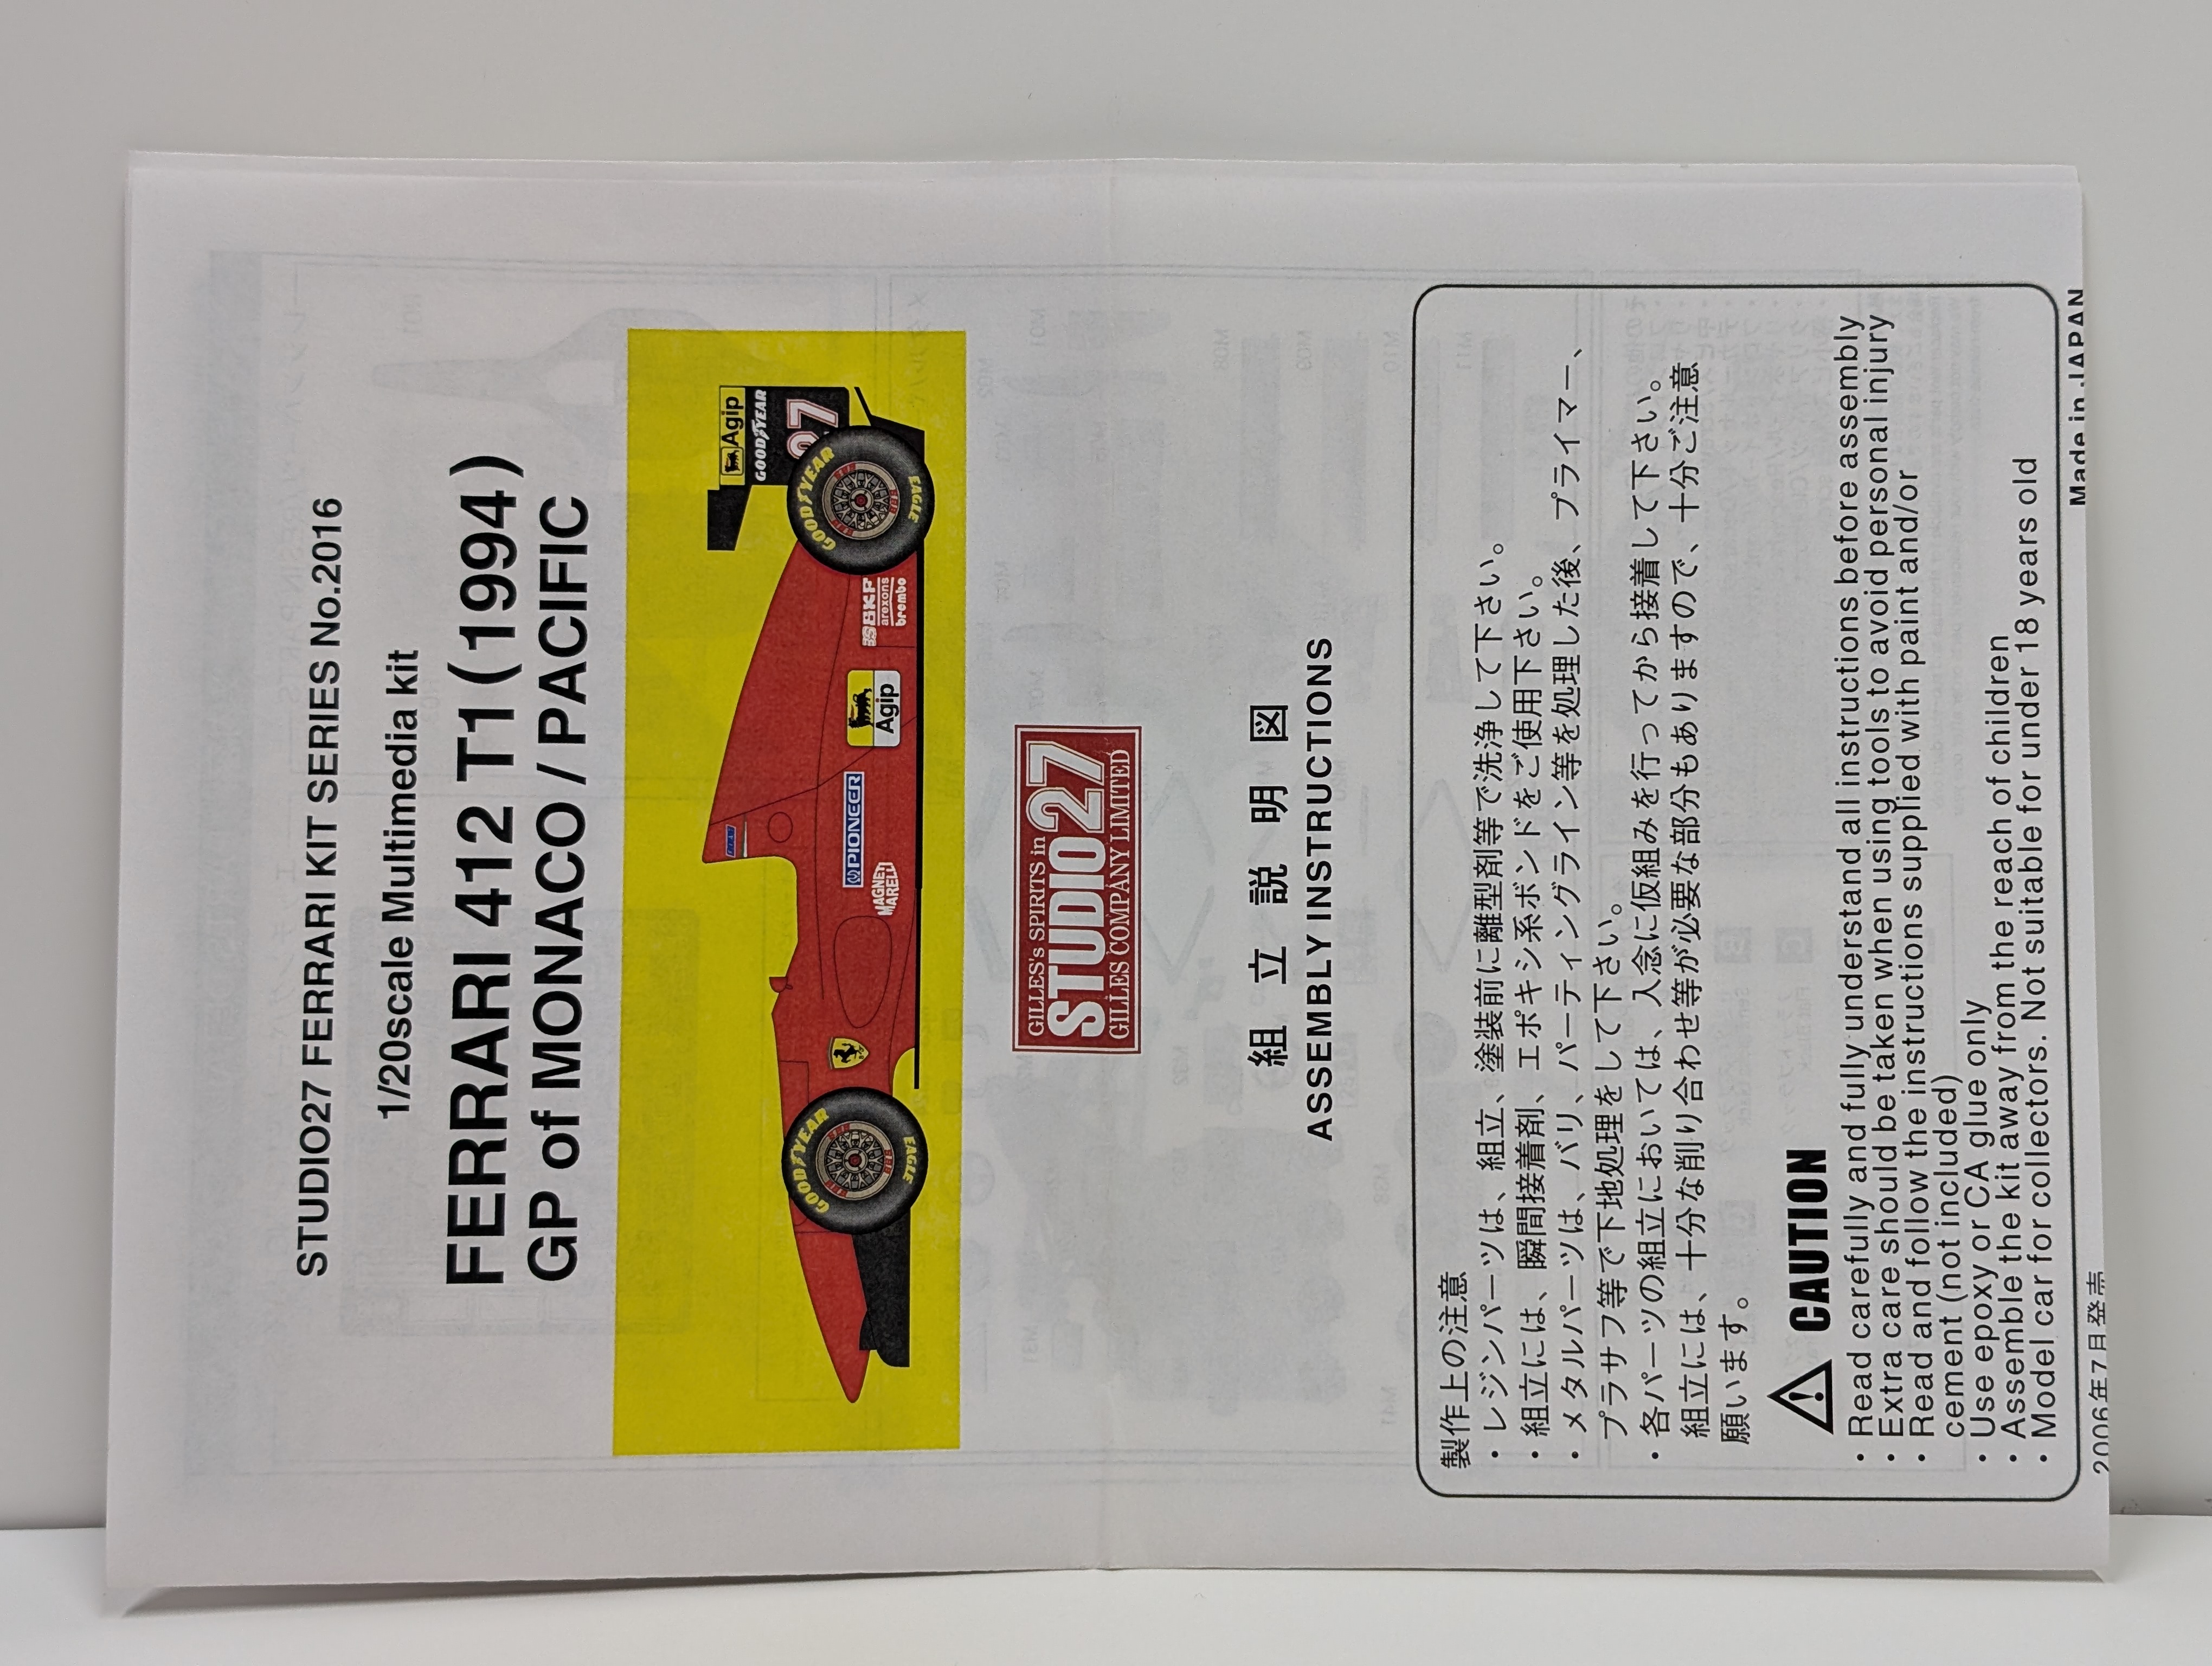 STUDIO27 FERRARI KIT SERIES No.2016
1/20scale Multimedia kit
FERRARI 412 T1 (1994)
GP of MONACO / PACIFIC
Agip
GOODYEAR
27
GOODYEAR
EAGLE
GOODYEAR
EAGLE
SKF
arexons
brembo
Agip
PIONEER
MAGNETI
MARELLI
GILLES's SPIRITS in
STUDIO27
GILLES COMPANY LIMITED
組 立 説 明 図
ASSEMBLY INSTRUCTIONS
製作上の注意
・レジンパーツは、組立、塗装前に離型剤等で洗浄して下さい。
・組立には、瞬間接着剤、エポキシ系ボンドをご使用下さい。
・メタルパーツは、バリ、パーティングライン等を処理した後、プライマー、
プラサフ等で下地処理をして下さい。
・各パーツの組立においては、入念に仮組みを行ってから接着して下さい。
組立には、十分な削り合わせ等が必要な部分もありますので、十分ご注意
願います。
CAUTION
・Read carefully and fully understand all instructions before assembly
・Extra care should be taken when using tools to avoid personal injury
・Read and follow the instructions supplied with paint and/or
cement (not included)
・Use epoxy or CA glue only
・Assemble the kit away from the reach of children
・Model car for collectors. Not suitable for under 18 years old
2006年7月発売
Made in JAPAN